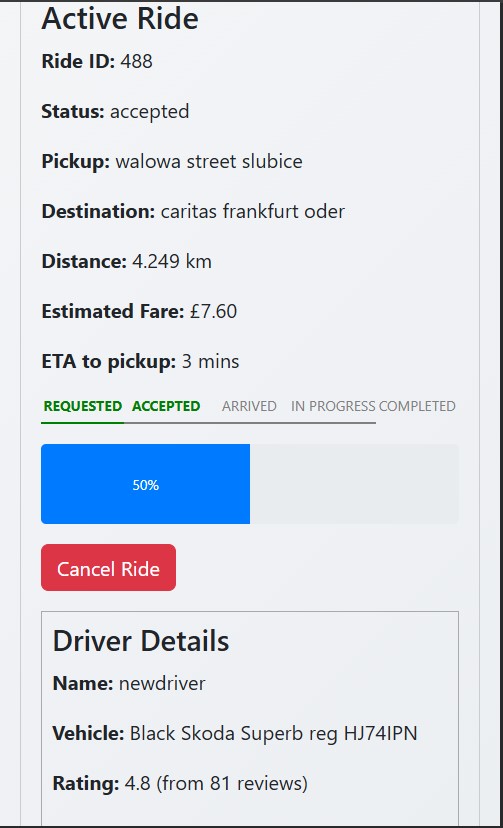 Active Ride
Ride ID: 488
Status: accepted
Pickup: walowa street slubice
Destination: caritas frankfurt oder
Distance: 4.249 km
Estimated Fare: £7.60
ETA to pickup: 3 mins
REQUESTED ACCEPTED ARRIVED IN PROGRESS COMPLETED
50%
Cancel Ride
Driver Details
Name: newdriver
Vehicle: Black Skoda Superb reg HJ74IPN
Rating: 4.8 (from 81 reviews)